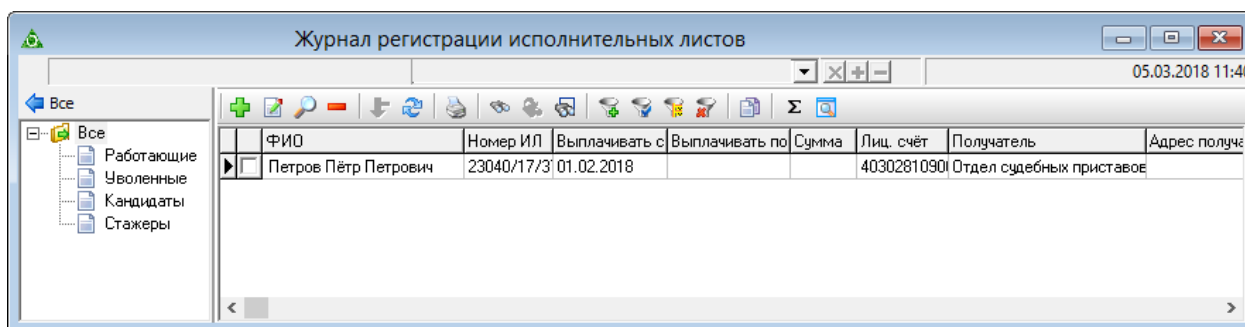 Журнал регистрации исполнительных листов
05.03.2018 11:40
Все
Все
Работающие
Уволенные
Кандидаты
Стажеры
ФИО Номер ИЛ Выплачивать с Выплачивать по Сумма Лиц. счёт Получатель Адрес получа
Петров Пётр Петрович 23040/17/3 01.02.2018 4030281090 Отдел судебных приставов